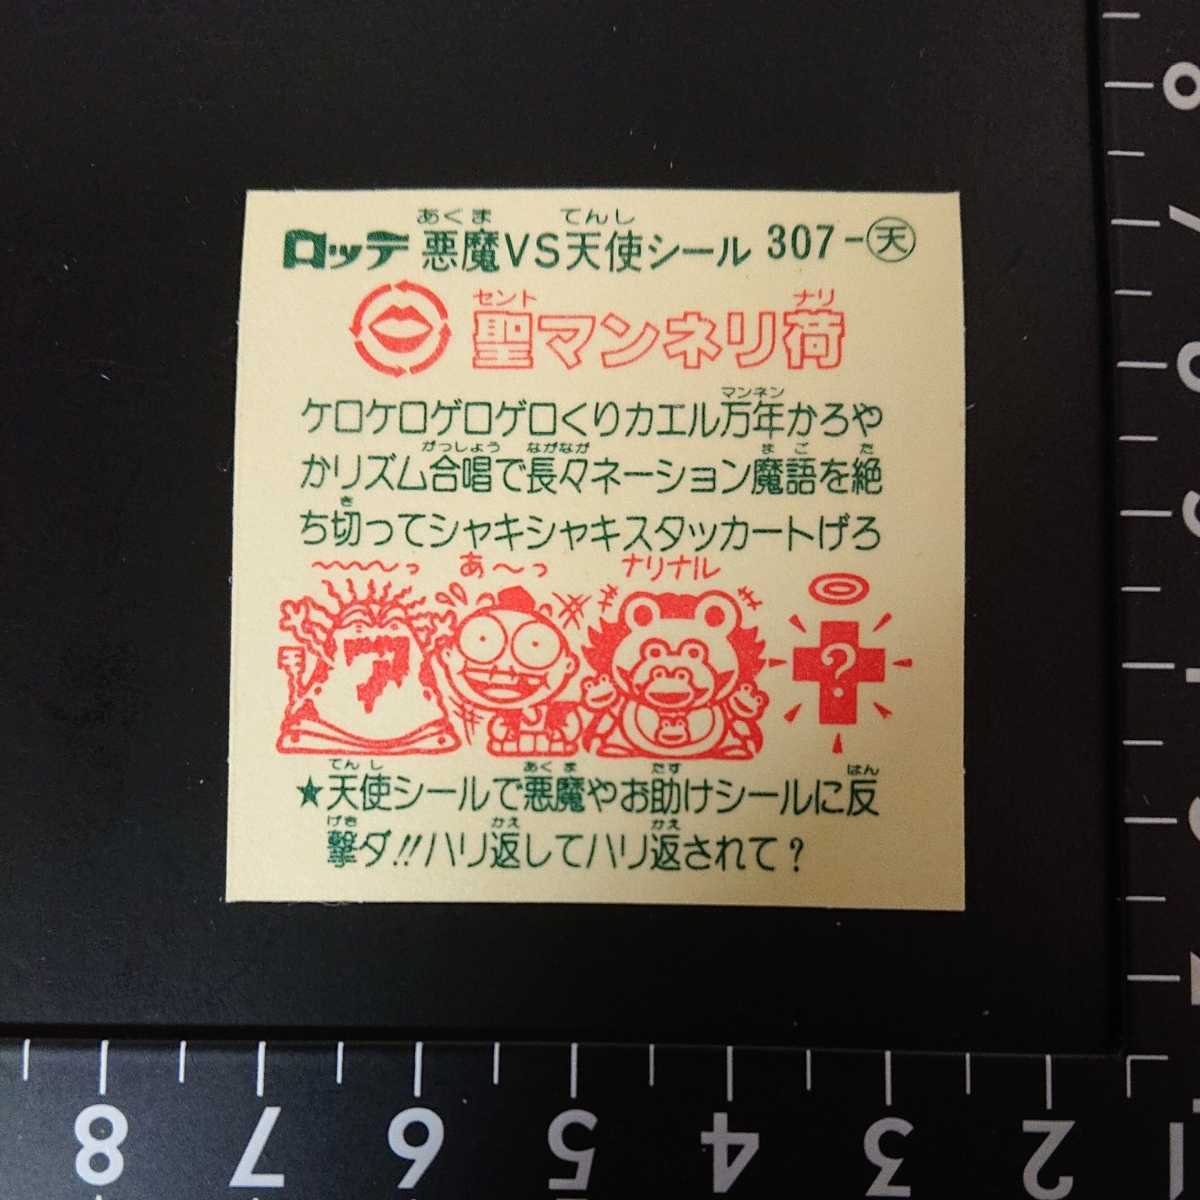 あくま てんし
ロッテ 悪魔VS天使シール 307-天
セント ナリ
聖マンネリ荷
マンネン
ケロケロゲロゲロくりカエル万年かろや
がっしょう ながなが まご た
かリズム合唱で長々ネーション魔語を絶
き
ち切ってシャキシャキスタッカートげろ
〜〜〜っ あ〜っ ナリナル
ア
?
てんし あくま たす はん
★天使シールで悪魔やお助けシールに反
げき かえ かえ
撃ダ!!ハリ返してハリ返されて?
8 7 6 5 4 3 2 1